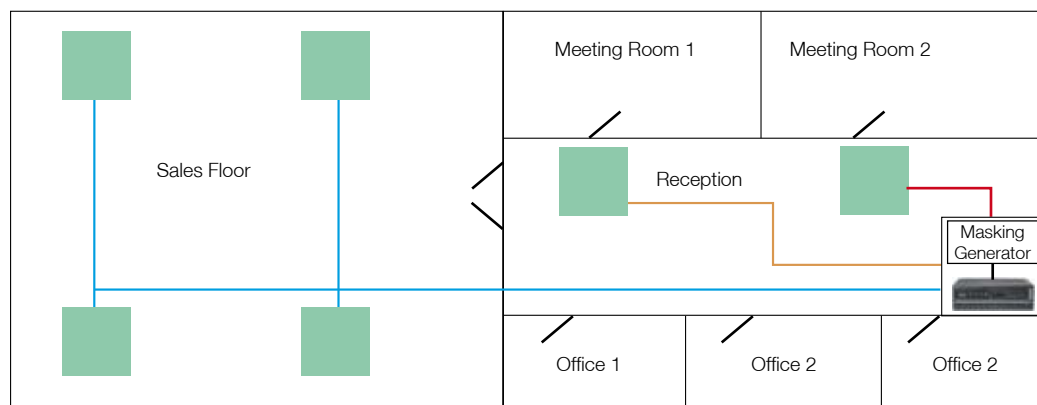 Meeting Room 1
Meeting Room 2
Sales Floor
Reception
Masking
Generator
Office 1
Office 2
Office 2